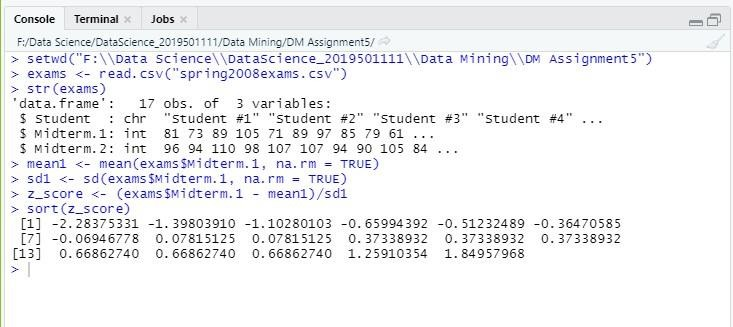 Console Terminal × Jobs ×
F:/Data Science/DataScience_2019501111/Data Mining/DM Assignment5/
> setwd("F:\\Data Science\\DataScience_2019501111\\Data Mining\\DM Assignment5")
> exams <- read.csv("spring2008exams.csv")
> str(exams)
'data.frame':   17 obs. of  3 variables:
 $ Student  : chr  "Student #1" "Student #2" "Student #3" "Student #4" ...
 $ Midterm.1: int  81 73 89 105 71 89 97 85 79 61 ...
 $ Midterm.2: int  96 94 110 98 107 107 94 90 105 84 ...
> mean1 <- mean(exams$Midterm.1, na.rm = TRUE)
> sd1 <- sd(exams$Midterm.1, na.rm = TRUE)
> z_score <- (exams$Midterm.1 - mean1)/sd1
> sort(z_score)
 [1] -2.28375331 -1.39803910 -1.10280103 -0.65994392 -0.51232489 -0.36470585
 [7] -0.06946778  0.07815125  0.07815125  0.37338932  0.37338932  0.37338932
[13]  0.66862740  0.66862740  0.66862740  1.25910354  1.84957968
>